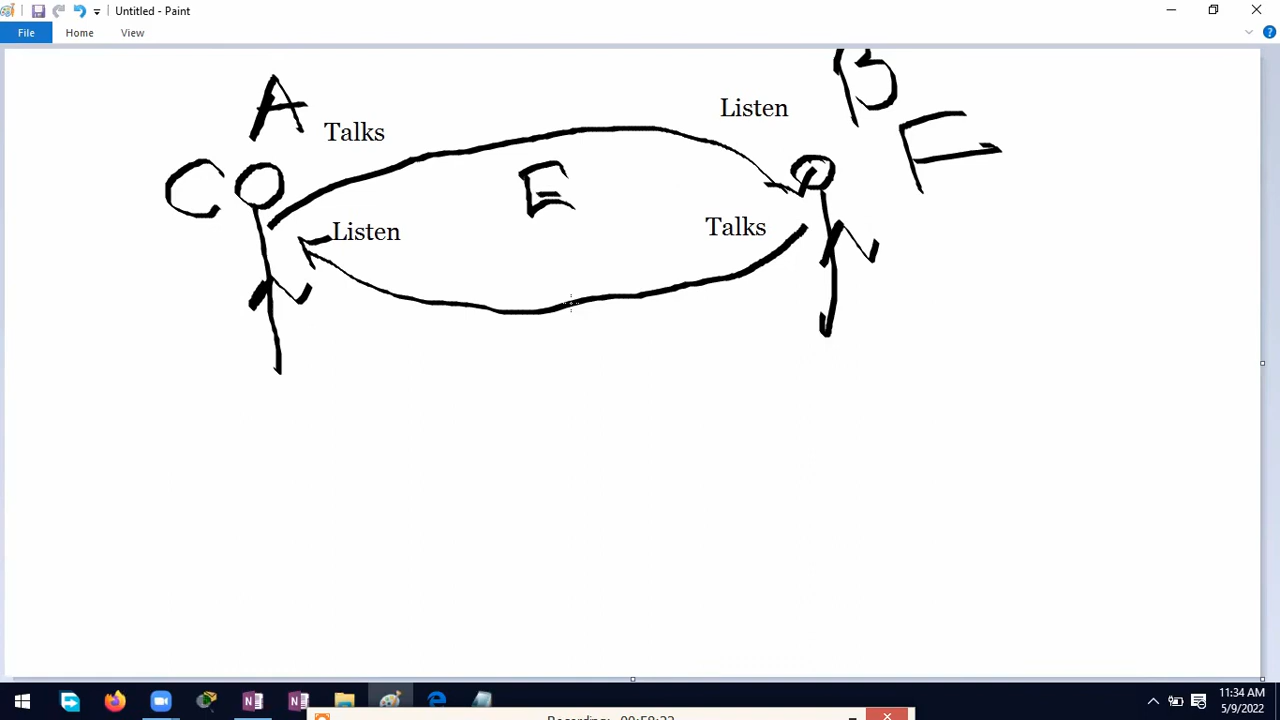 Untitled - Paint
File Home View
B
A
Talks
Listen
F
C
E
Listen
Talks
11:34 AM
5/9/2022